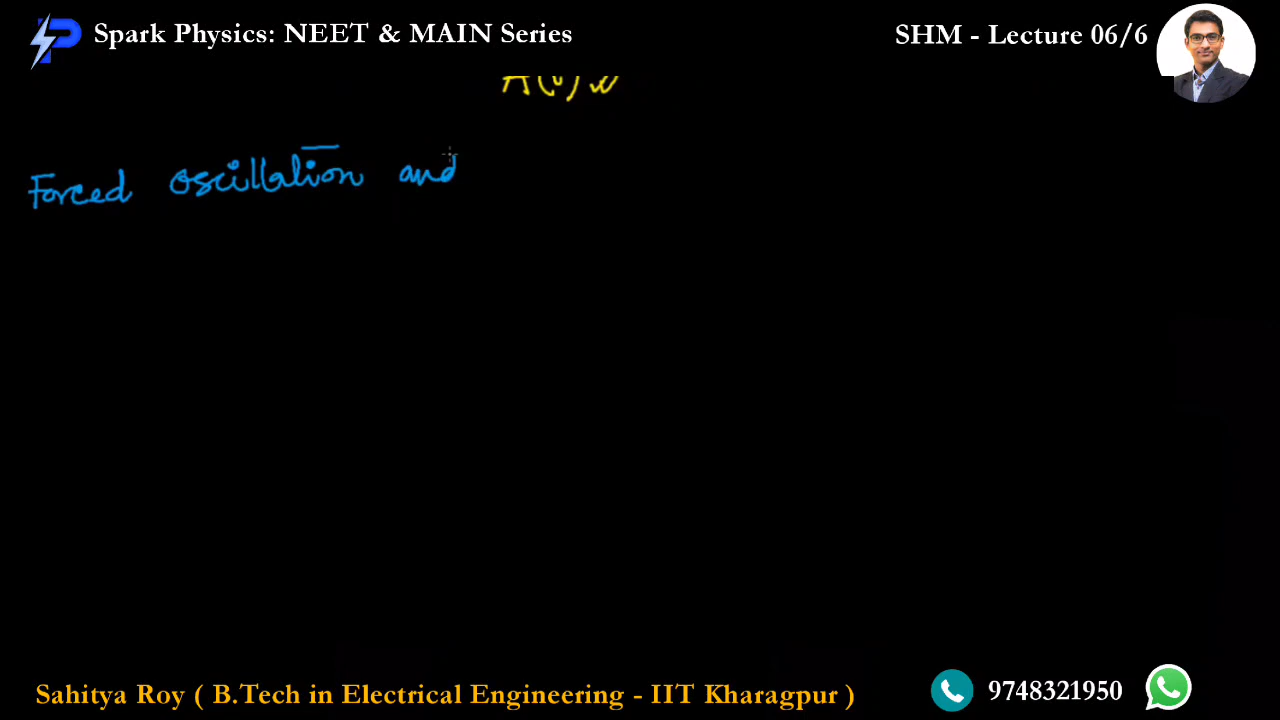 Spark Physics: NEET & MAIN Series
SHM - Lecture 06/6
Forced oscillation and
Sahitya Roy ( B.Tech in Electrical Engineering - IIT Kharagpur )
9748321950